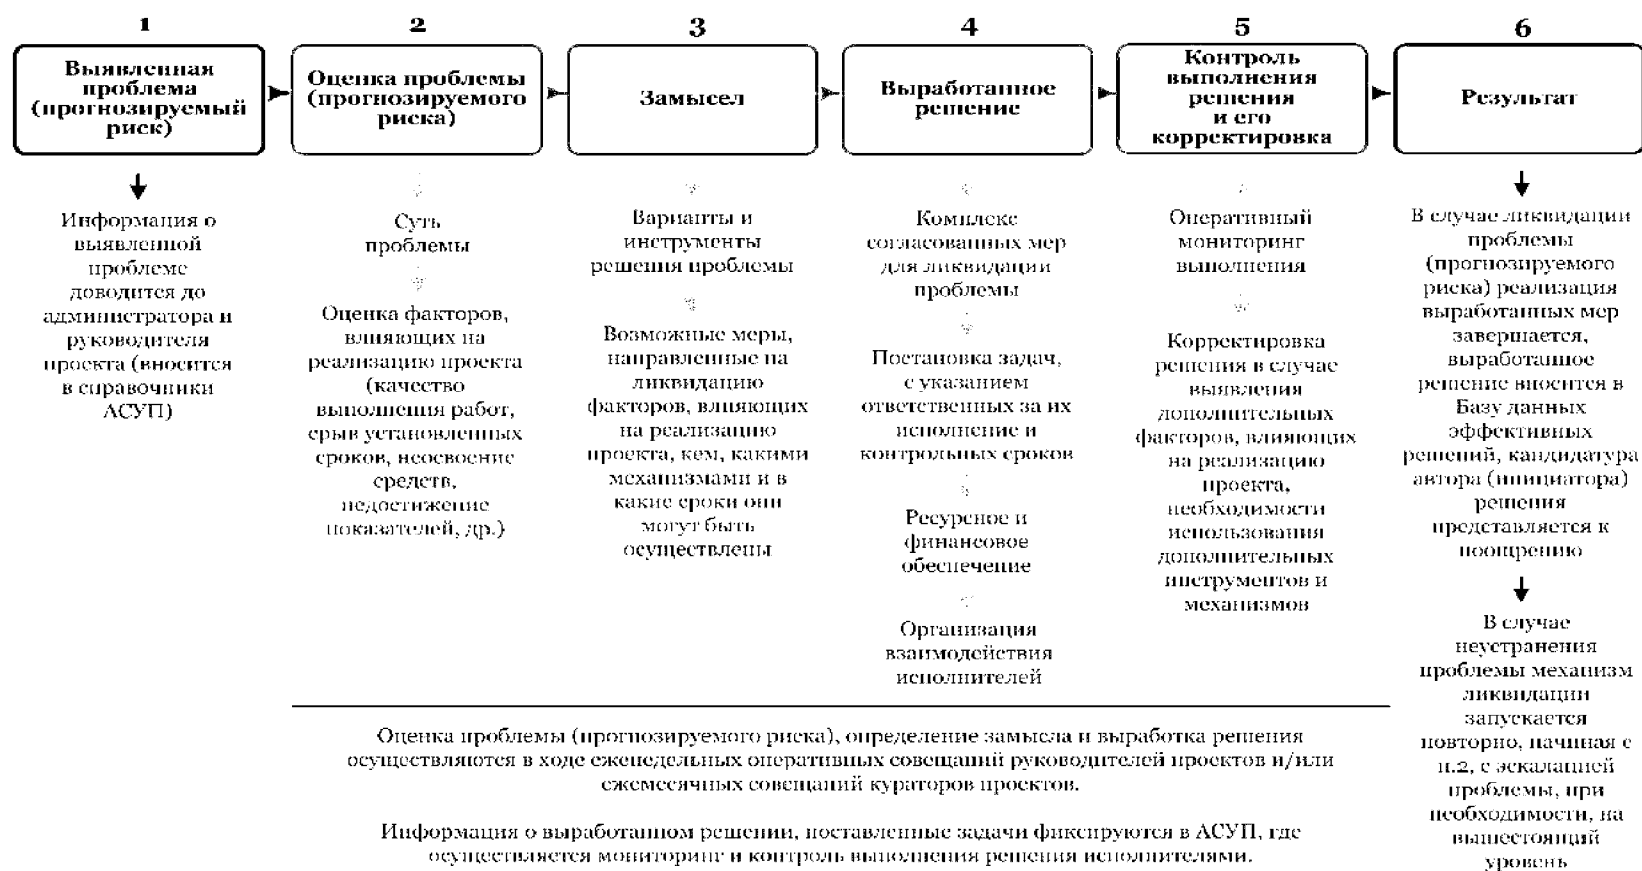 1
Выявленная
проблема
(прогнозируемый
риск)
Информация о
выявленной
проблеме
доводится до
администратора и
руководителя
проекта (вносится
в справочники
АСУП)
2
Оценка проблемы
(прогнозируемого
риска)
Суть
проблемы
Оценка факторов,
влияющих на
реализацию проекта
(качество
выполнения работ,
срыв установленных
сроков, неосвоение
средств,
недостижение
показателей, др.)
3
Замысел
Варианты и
инструменты
решения проблемы
Возможные меры,
направленные на
ликвидацию
факторов, влияющих
на реализацию
проекта, кем, какими
механизмами и в
какие сроки они
могут быть
осуществлены
4
Выработанное
решение
Комплекс
согласованных мер
для ликвидации
проблемы
Постановка задач,
с указанием
ответственных за их
исполнение и
контрольных сроков
Ресурсное и
финансовое
обеспечение
Организация
взаимодействия
исполнителей
5
Контроль
выполнения
решения
и его
корректировка
Оперативный
мониторинг
выполнения
Корректировка
решения в случае
выявления
дополнительных
факторов, влияющих
на реализацию
проекта,
необходимости
использования
дополнительных
инструментов и
механизмов
6
Результат
В случае ликвидации
проблемы
(прогнозируемого
риска) реализация
выработанных мер
завершается,
выработанное
решение вносится в
Базу данных
эффективных
решений, кандидатура
автора (инициатора)
решения
представляется к
поощрению
В случае
неустранения
проблемы механизм
ликвидации
запускается
повторно, начиная с
п.2, с эскалацией
проблемы, при
необходимости, на
вышестоящий
уровень
Оценка проблемы (прогнозируемого риска), определение замысла и выработка решения
осуществляются в ходе еженедельных оперативных совещаний руководителей проектов и/или
ежемесячных совещаний кураторов проектов.
Информация о выработанном решении, поставленные задачи фиксируются в АСУП, где
осуществляется мониторинг и контроль выполнения решения исполнителями.